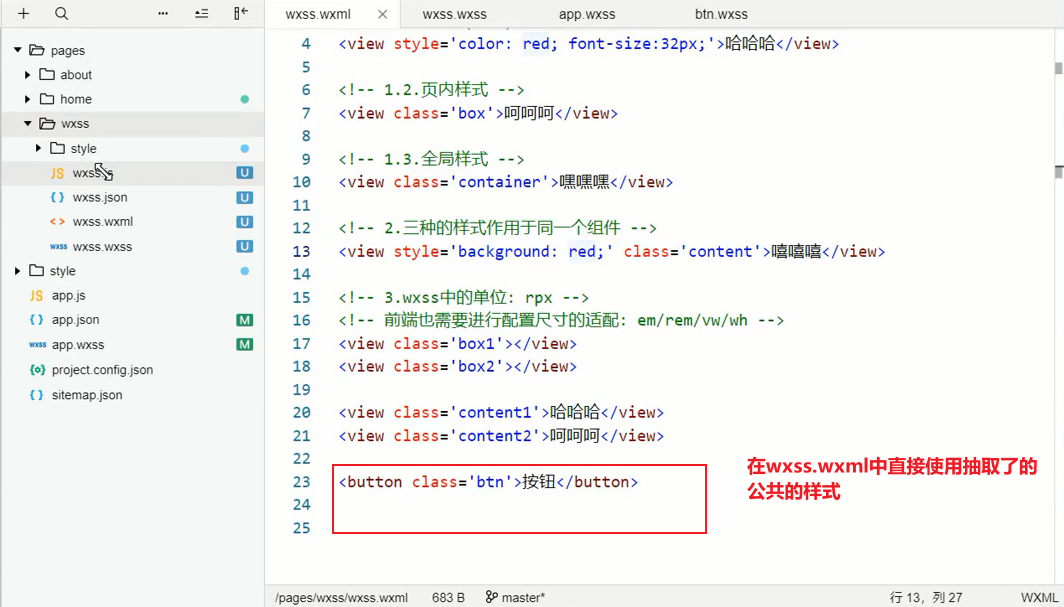 wxss.wxml
wxss.wxss
app.wxss
btn.wxss
pages
about
home
wxss
style
JS wxss.js U
{ } wxss.json U
<> wxss.wxml U
wxss wxss.wxss U
style
JS app.js
{ } app.json M
wxss app.wxss M
project.config.json
{ } sitemap.json
4 <view style='color: red; font-size:32px;'>哈哈哈</view>
5
6 <!-- 1.2.页内样式 -->
7 <view class='box'>呵呵呵</view>
8
9 <!-- 1.3.全局样式 -->
10 <view class='container'>嘿嘿嘿</view>
11
12 <!-- 2.三种的样式作用于同一个组件 -->
13 <view style='background: red;' class='content'>嘻嘻嘻</view>
14
15 <!-- 3.wxss中的单位: rpx -->
16 <!-- 前端也需要进行配置尺寸的适配: em/rem/vw/wh -->
17 <view class='box1'></view>
18 <view class='box2'></view>
19
20 <view class='content1'>哈哈哈</view>
21 <view class='content2'>呵呵呵</view>
22
23 <button class='btn'>按钮</button>
24
25
在wxss.wxml中直接使用抽取了的
公共的样式
/pages/wxss/wxss.wxml 683 B master* 行 13，列 27 WXML